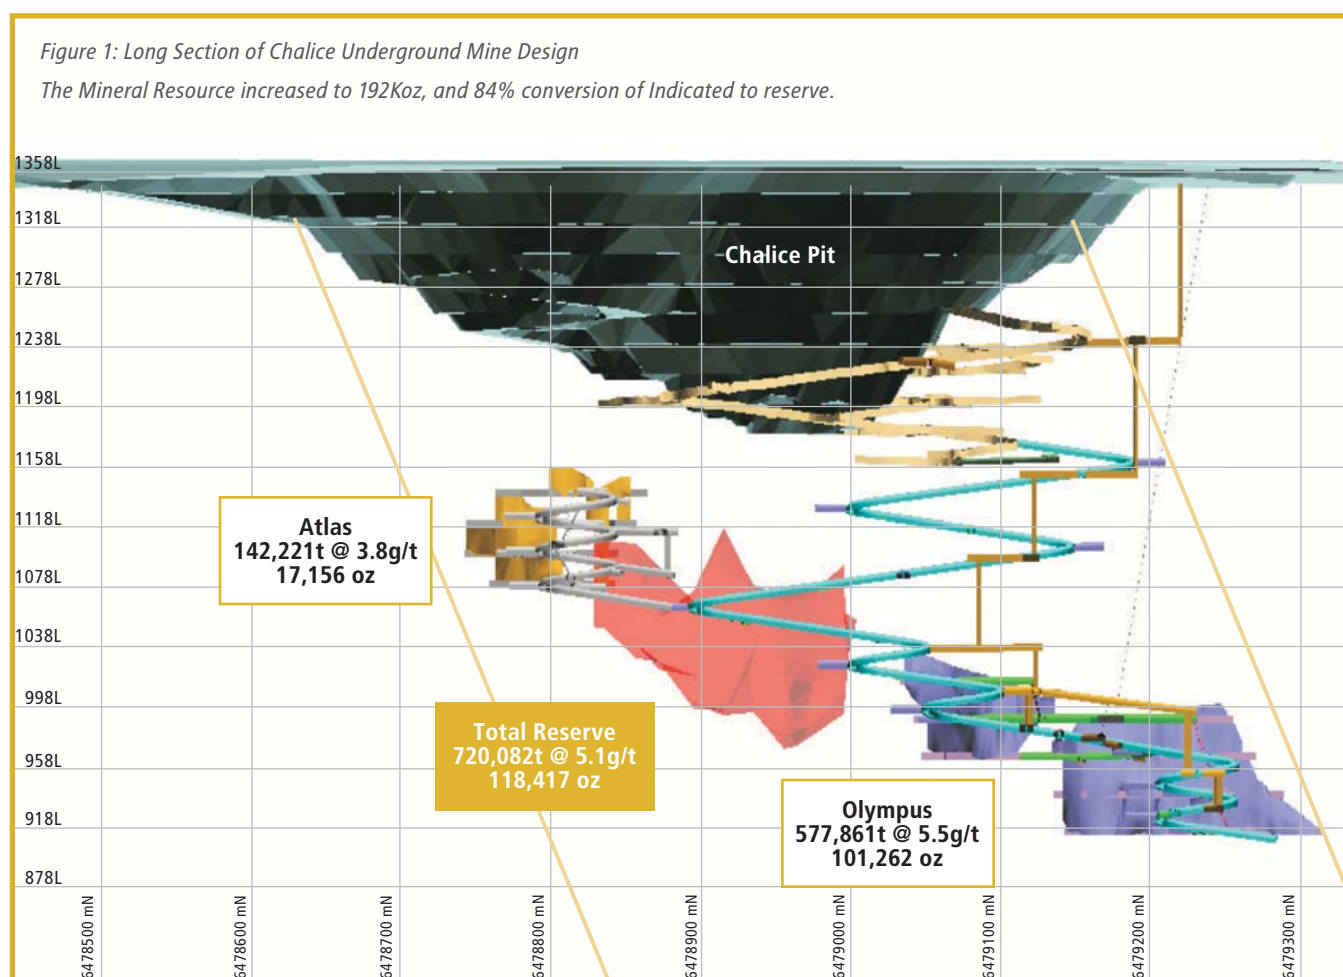 Figure 1: Long Section of Chalice Underground Mine Design
The Mineral Resource increased to 192Koz, and 84% conversion of Indicated to reserve.
1358L
1318L
Chalice Pit
1278L
1238L
1198L
1158L
1118L
Atlas
142,221t @ 3.8g/t
17,156 oz
1078L
1038L
998L
Total Reserve
720,082t @ 5.1g/t
118,417 oz
958L
Olympus
577,861t @ 5.5g/t
101,262 oz
918L
878L
6478500 mN
6478600 mN
6478700 mN
6478800 mN
6478900 mN
6479000 mN
6479100 mN
6479200 mN
6479300 mN